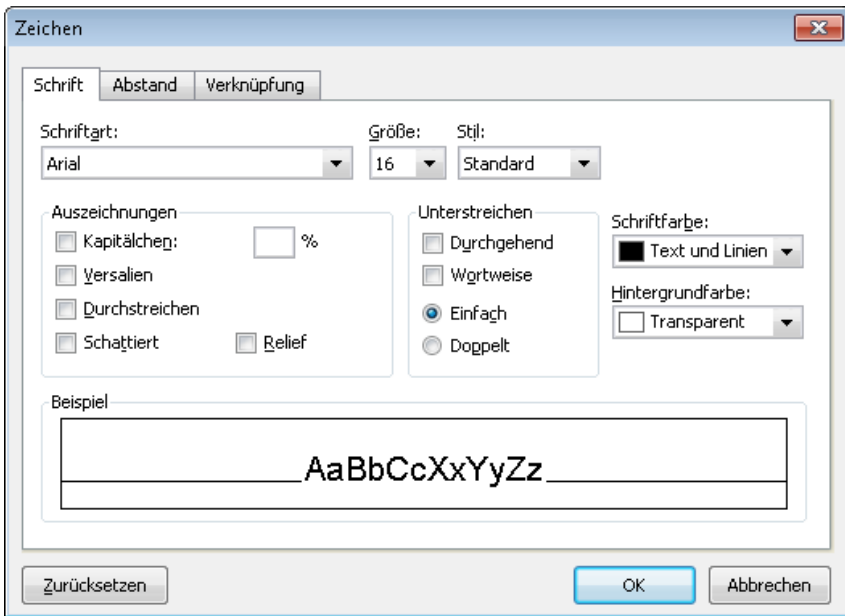 Zeichen
Schrift Abstand Verknüpfung
Schriftart: Größe: Stil:
Arial 16 Standard
Auszeichnungen Unterstreichen Schriftfarbe:
Kapitälchen: % Durchgehend Text und Linien
Versalien Wortweise Hintergrundfarbe:
Durchstreichen Einfach Transparent
Schattiert Relief Doppelt
Beispiel
AaBbCcXxYyZz
Zurücksetzen OK Abbrechen